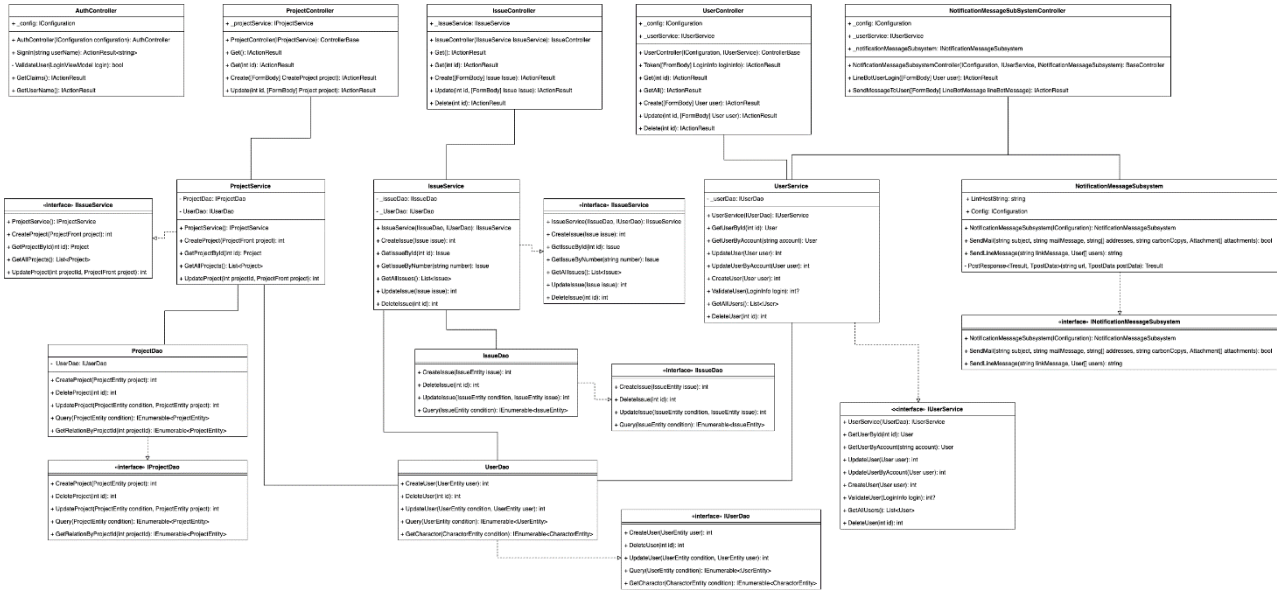 AuthController
+ _config: IConfiguration
+ AuthController(IConfiguration configuration): AuthController
+ SignIn(string userName): ActionResult<string>
- ValidateUser(LoginViewModel login): bool
+ GetClaims(): IActionResult
+ GetUserName(): IActionResult
ProjectController
+ _projectService: IProjectService
+ ProjectController(IProjectService): ControllerBase
+ Get(): IActionResult
+ Get(int id): IActionResult
+ Create([FormBody] CreateProject project): IActionResult
+ Update(int id, [FormBody] Project project): IActionResult
IssueController
+ _IssueService: IIssueService
+ IssueController(IIssueService IssueService): IssueController
+ Get(): IActionResult
+ Get(int id): IActionResult
+ Create([FormBody] Issue Issue): IActionResult
+ Update(int id, [FormBody] Issue Issue): IActionResult
+ Delete(int id): IActionResult
UserController
+ _config: IConfiguration
+ _userService: IUserService
+ UserController(IConfiguration, IUserService): ControllerBase
+ Token([FromBody] LoginInfo loginInfo): IActionResult
+ Get(int id): IActionResult
+ GetAll(): IActionResult
+ Create([FormBody] User user): IActionResult
+ Update(int id, [FormBody] User user): IActionResult
+ Delete(int id): IActionResult
NotificationMessageSubSystemController
+ _config: IConfiguration
+ _userService: IUserService
+ _notificationMessageSubsystem: INotificationMessageSubsystem
+ NotificationMessageSubSystemController(IConfiguration, IUserService, INotificationMessageSubsystem): BaseController
+ LineBotUserLogin([FormBody] User user): IActionResult
+ SendMessageToUser([FormBody] LineBotMessage lineBotMessage): IActionResult
«interface» IIssueService
+ ProjectService(): IProjectService
+ CreateProject(ProjectFront project): int
+ GetProjectById(int id): Project
+ GetAllProjects(): List<Project>
+ UpdateProject(int projectId, ProjectFront project): int
ProjectService
- ProjectDao: IProjectDao
- UserDao: IUserDao
+ ProjectService(): IProjectService
+ CreateProject(ProjectFront project): int
+ GetProjectById(int id): Project
+ GetAllProjects(): List<Project>
+ UpdateProject(int projectId, ProjectFront project): int
IssueService
- _IssueDao: IIssueDao
- _UserDao: IUserDao
+ IssueService(IIssueDao, IUserDao): IIssueService
+ CreateIssue(Issue issue): int
+ GetIssueById(int id): Issue
+ GetIssueByNumber(string number): Issue
+ GetAllIssues(): List<Issue>
+ UpdateIssue(Issue issue): int
+ DeleteIssue(int id): int
«interface» IIssueService
+ IssueService(IIssueDao, IUserDao): IIssueService
+ CreateIssue(Issue issue): int
+ GetIssueById(int id): Issue
+ GetIssueByNumber(string number): Issue
+ GetAllIssues(): List<Issue>
+ UpdateIssue(Issue issue): int
+ DeleteIssue(int id): int
UserService
- _userDao: IUserDao
+ UserService(IUserDao): IUserService
+ GetUserById(int id): User
+ GetUserByAccount(string account): User
+ UpdateUser(User user): int
+ UpdateUserByAccount(User user): int
+ CreateUser(User user): int
+ ValidateUser(LoginInfo login): int?
+ GetAllUsers(): List<User>
+ DeleteUser(int id): int
NotificationMessageSubsystem
+ LintHostString: string
+ Config: IConfiguration
+ NotificationMessageSubsystem(IConfiguration): NotificationMessageSubsystem
+ SendMail(string subject, string mailMessage, string[] addresses, string carbonCopys, Attachment[] attachments): bool
+ SendLineMessage(string linkMessage, User[] users): string
- PostResponse<Tresult, TpostData>(string url, TpostData postData): Tresult
«interface» INotificationMessageSubsystem
+ NotificationMessageSubsystem(IConfiguration): NotificationMessageSubsystem
+ SendMail(string subject, string mailMessage, string[] addresses, string carbonCopys, Attachment[] attachments): bool
+ SendLineMessage(string linkMessage, User[] users): string
ProjectDao
- UserDao: IUserDao
+ CreateProject(ProjectEntity project): int
+ DeleteProject(int id): int
+ UpdateProject(ProjectEntity condition, ProjectEntity project): int
+ Query(ProjectEntity condition): IEnumerable<ProjectEntity>
+ GetRelationByProjectId(int projectId): IEnumerable<ProjectEntity>
IssueDao
+ CreateIssue(IssueEntity issue): int
+ DeleteIssue(int id): int
+ UpdateIssue(IssueEntity condition, IssueEntity issue): int
+ Query(IssueEntity condition): IEnumerable<IssueEntity>
«interface» IIssueDao
+ CreateIssue(IssueEntity issue): int
+ DeleteIssue(int id): int
+ UpdateIssue(IssueEntity condition, IssueEntity issue): int
+ Query(IssueEntity condition): IEnumerable<IssueEntity>
<<interface» IUserService
+ UserService(IUserDao): IUserService
+ GetUserById(int id): User
+ GetUserByAccount(string account): User
+ UpdateUser(User user): int
+ UpdateUserByAccount(User user): int
+ CreateUser(User user): int
+ ValidateUser(LoginInfo login): int?
+ GetAllUsers(): List<User>
+ DeleteUser(int id): int
«interface» IProjectDao
+ CreateProject(ProjectEntity project): int
+ DeleteProject(int id): int
+ UpdateProject(ProjectEntity condition, ProjectEntity project): int
+ Query(ProjectEntity condition): IEnumerable<ProjectEntity>
+ GetRelationByProjectId(int projectId): IEnumerable<ProjectEntity>
UserDao
+ CreateUser(UserEntity user): int
+ DeleteUser(int id): int
+ UpdateUser(UserEntity condition, UserEntity user): int
+ Query(UserEntity condition): IEnumerable<UserEntity>
+ GetCharactor(CharactorEntity condition): IEnumerable<CharactorEntity>
«interface» IUserDao
+ CreateUser(UserEntity user): int
+ DeleteUser(int id): int
+ UpdateUser(UserEntity condition, UserEntity user): int
+ Query(UserEntity condition): IEnumerable<UserEntity>
+ GetCharactor(CharactorEntity condition): IEnumerable<CharactorEntity>